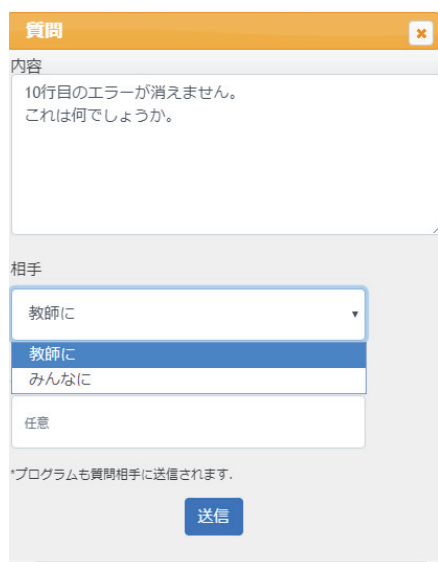 質問
内容
10行目のエラーが消えません。
これは何でしょうか。
相手
教師に
教師に
みんなに
任意
*プログラムも質問相手に送信されます.
送信